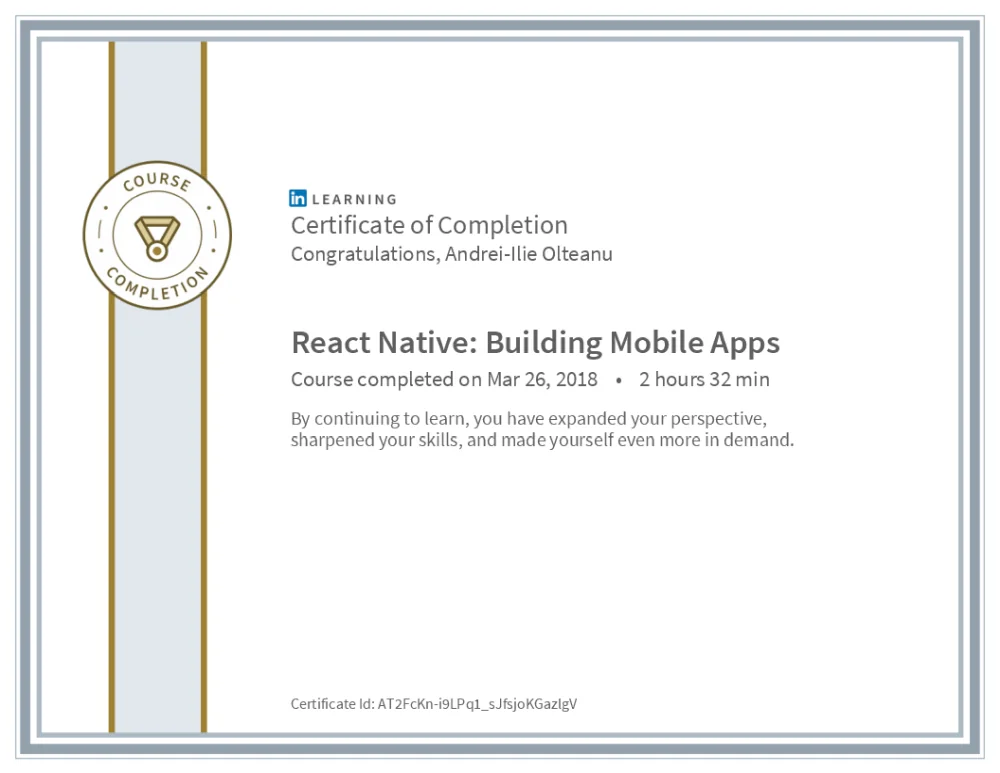 COURSE
COMPLETION
in LEARNING
Certificate of Completion
Congratulations, Andrei-Ilie Olteanu
React Native: Building Mobile Apps
Course completed on Mar 26, 2018 • 2 hours 32 min
By continuing to learn, you have expanded your perspective,
sharpened your skills, and made yourself even more in demand.
Certificate Id: AT2FcKn-i9LPq1_sJfsjoKGazlgV